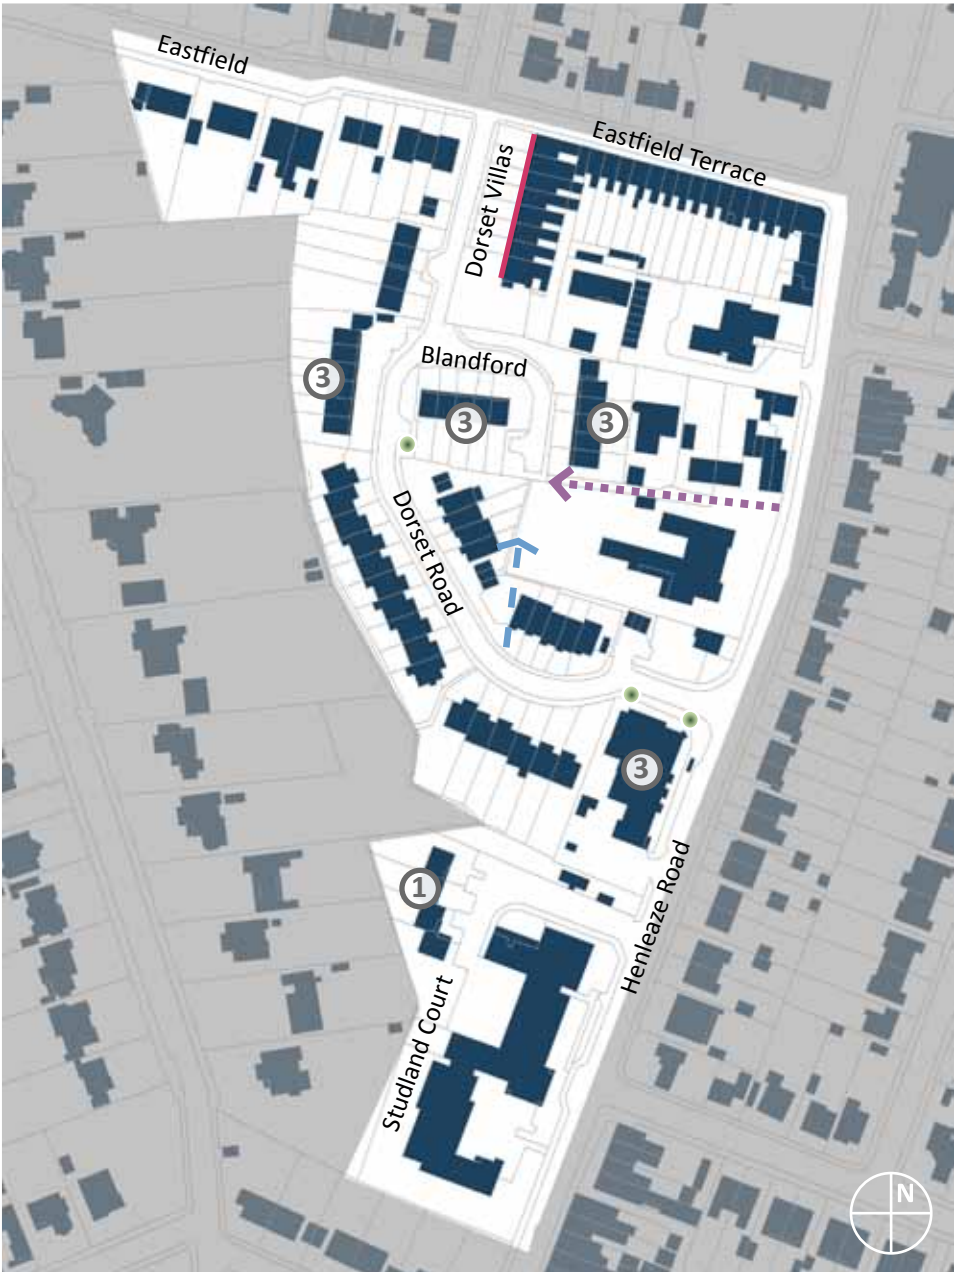 Eastfield
Eastfield Terrace
Dorset Villas
Blandford
3
3
3
Dorset Road
3
Henleaze Road
1
Studland Court
N